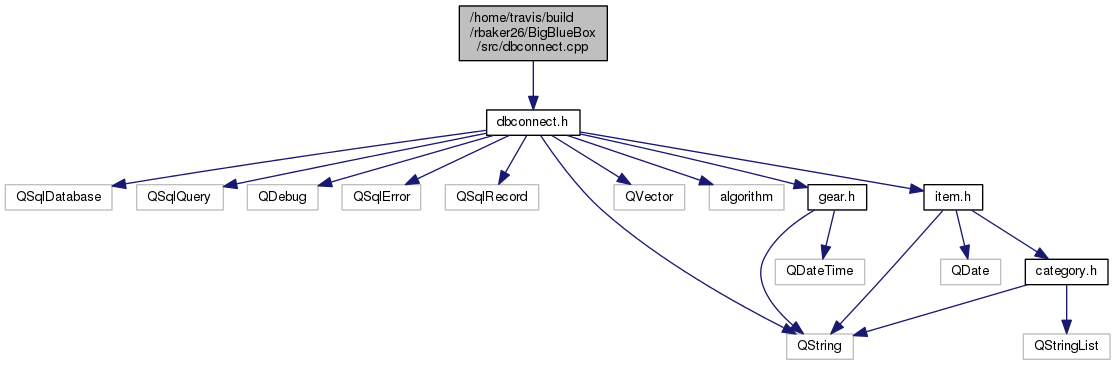 /home/travis/build
/rbaker26/BigBlueBox
/src/dbconnect.cpp
dbconnect.h
QSqlDatabase
QSqlQuery
QDebug
QSqlError
QSqlRecord
QVector
algorithm
gear.h
item.h
QDateTime
QDate
category.h
QString
QStringList